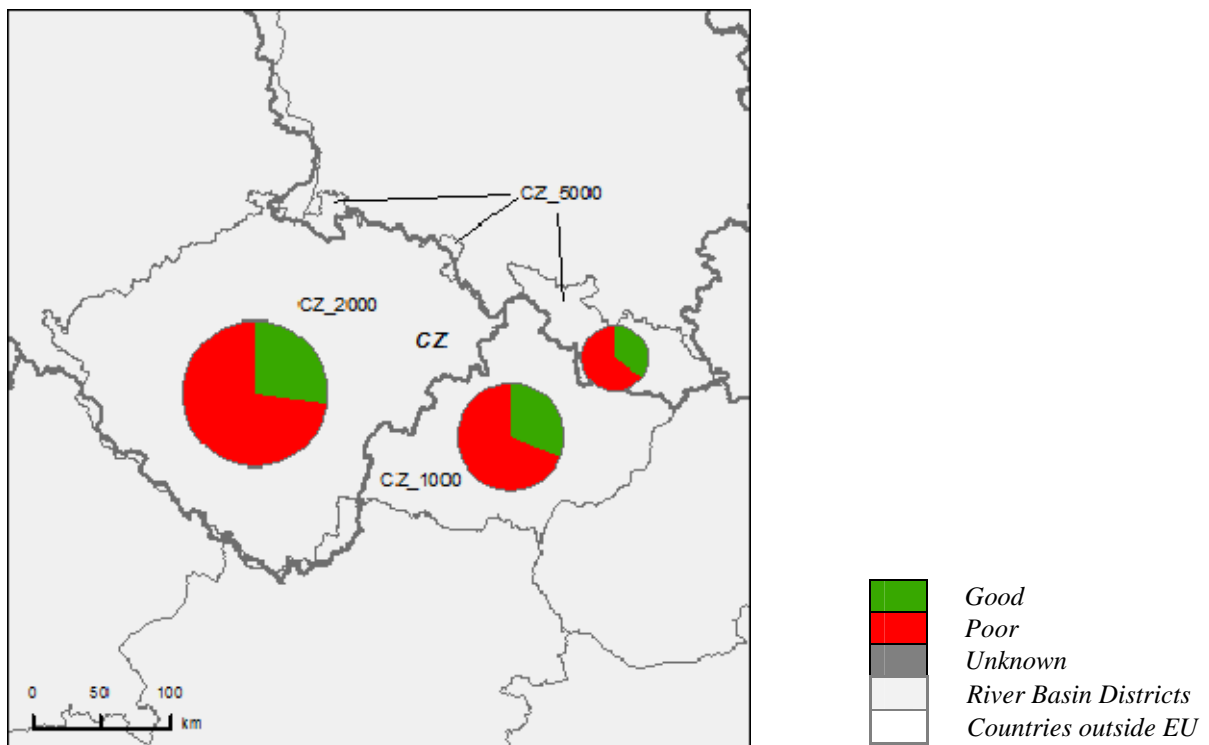 CZ_5000
CZ_2000
CZ
CZ_1000
0 50 100
km
Good
Poor
Unknown
River Basin Districts
Countries outside EU